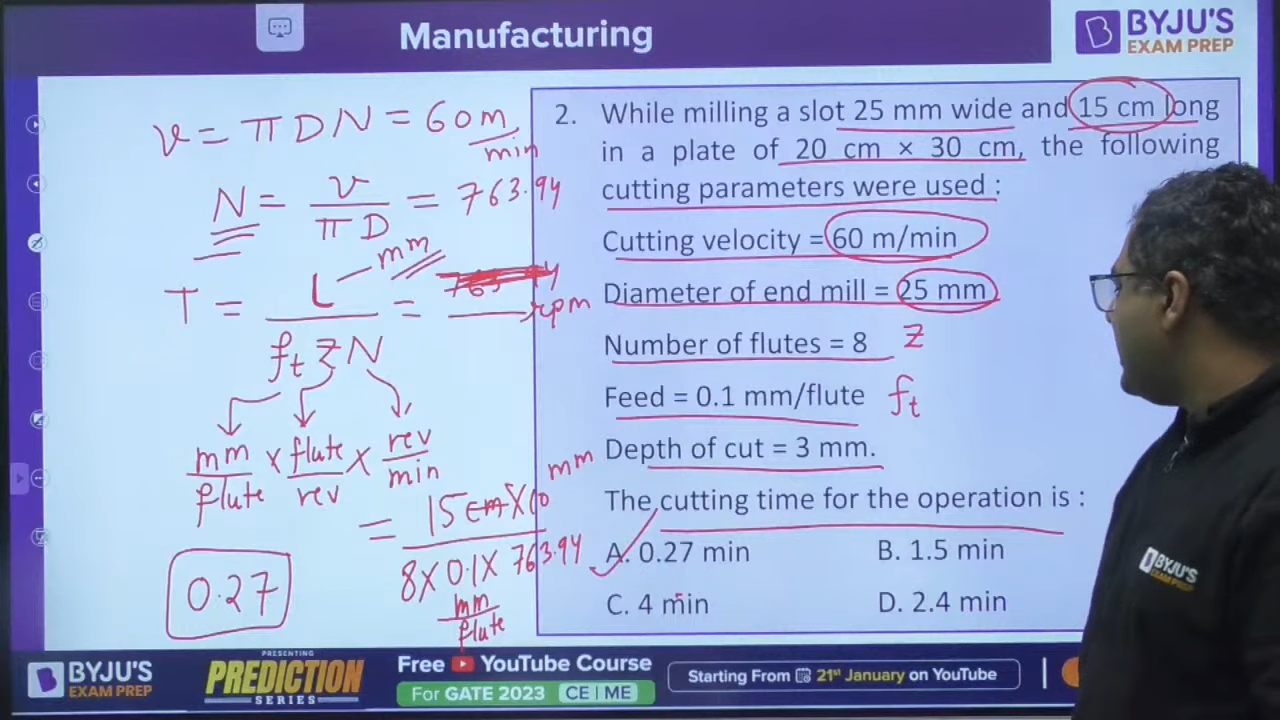 Manufacturing
BYJU'S
EXAM PREP
v = π D N = 60 m/min
N = v/πD = 763.94
T = L/(ft z N) = rpm
mm
mm/flute × flute/rev × rev/min
= 15 cm × 10 mm
8 × 0.1 × 763.94
mm/flute
0.27
2. While milling a slot 25 mm wide and 15 cm long
in a plate of 20 cm × 30 cm, the following
cutting parameters were used :
Cutting velocity = 60 m/min
Diameter of end mill = 25 mm
Number of flutes = 8 z
Feed = 0.1 mm/flute ft
Depth of cut = 3 mm.
The cutting time for the operation is :
A. 0.27 min B. 1.5 min
C. 4 min D. 2.4 min
BYJU'S
EXAM PREP
BYJU'S
EXAM PREP
PRESENTING
PREDICTION
SERIES
Free YouTube Course
For GATE 2023 CE | ME
Starting From 21st January on YouTube